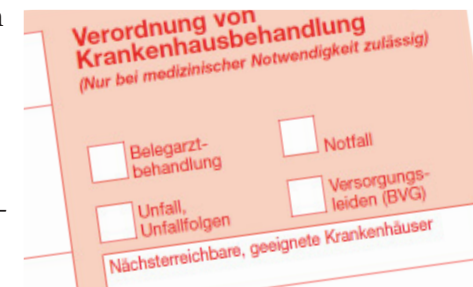 Verordnung von
Krankenhausbehandlung
(Nur bei medizinischer Notwendigkeit zulässig)
Belegarzt-
behandlung
Notfall
Unfall,
Unfallfolgen
Versorgungs-
leiden (BVG)
Nächsterreichbare, geeignete Krankenhäuser